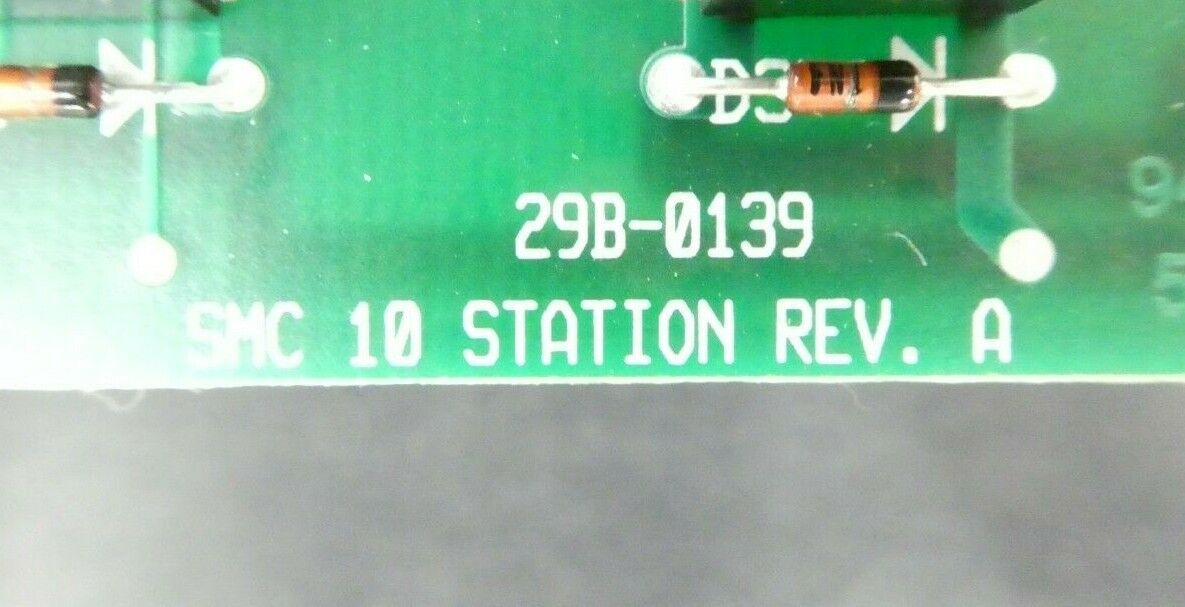 D3
29B-0139
SMC 10 STATION REV. A